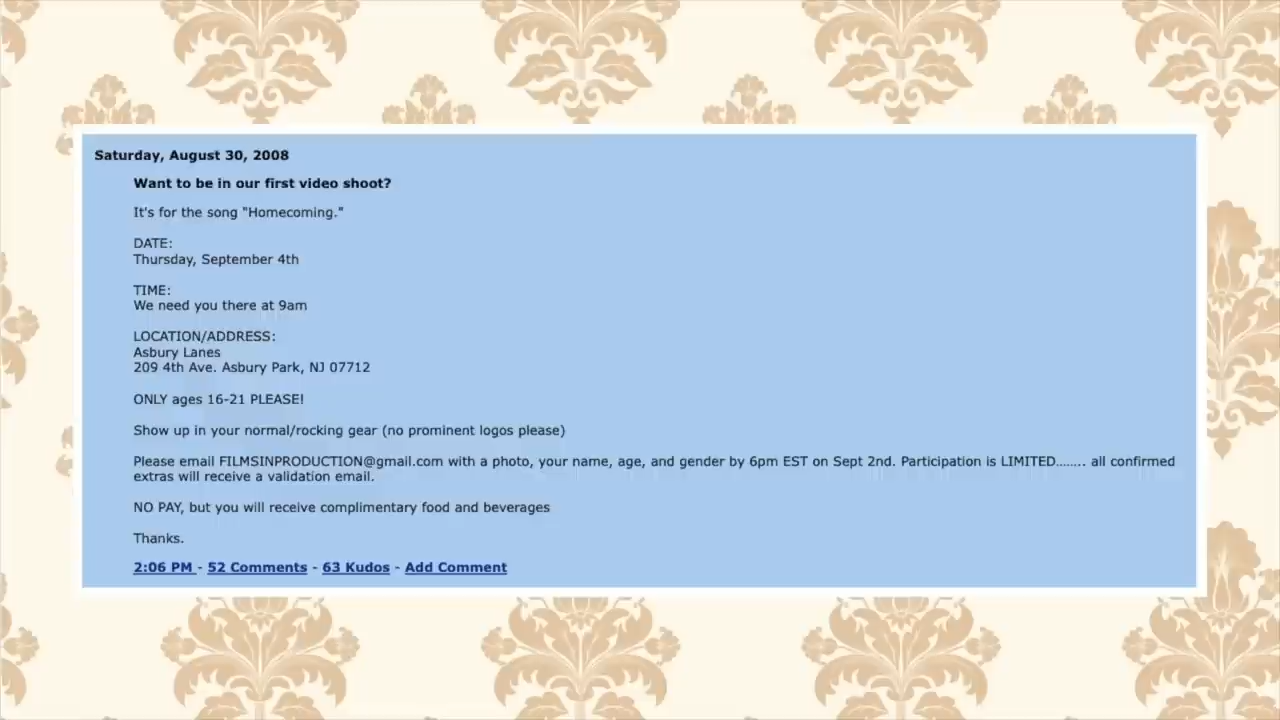 Saturday, August 30, 2008
Want to be in our first video shoot?
It's for the song "Homecoming."
DATE:
Thursday, September 4th
TIME:
We need you there at 9am
LOCATION/ADDRESS:
Asbury Lanes
209 4th Ave. Asbury Park, NJ 07712
ONLY ages 16-21 PLEASE!
Show up in your normal/rocking gear (no prominent logos please)
Please email FILMSINPRODUCTION@gmail.com with a photo, your name, age, and gender by 6pm EST on Sept 2nd. Participation is LIMITED........ all confirmed
extras will receive a validation email.
NO PAY, but you will receive complimentary food and beverages
Thanks.
2:06 PM - 52 Comments - 63 Kudos - Add Comment